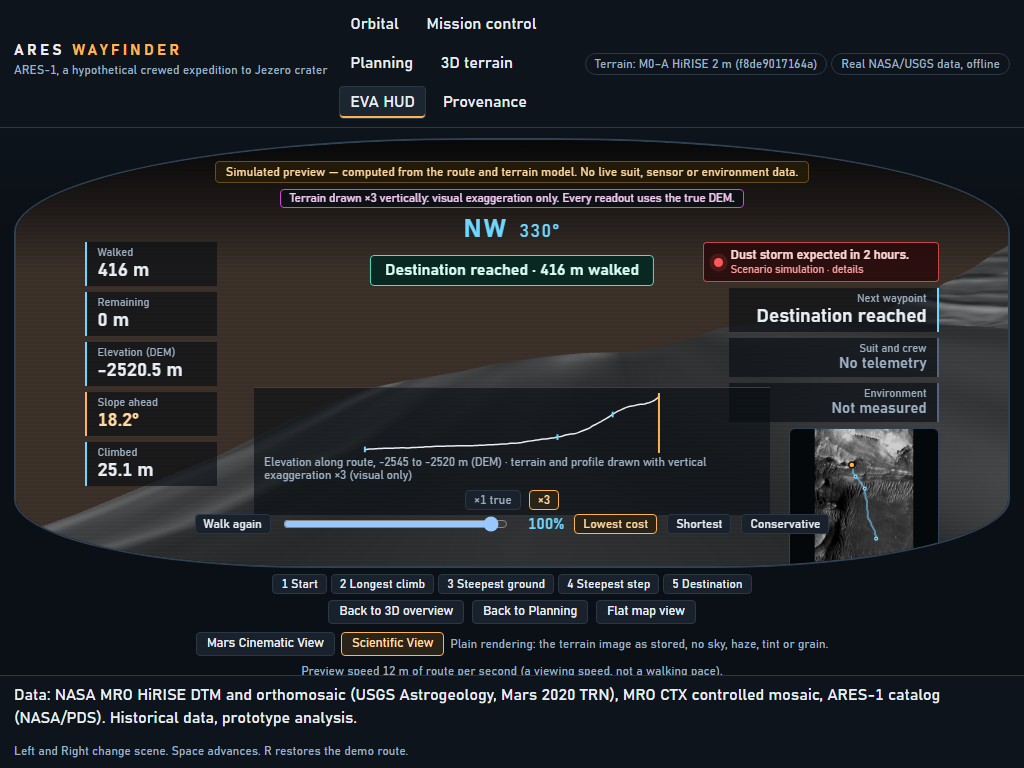 ARES WAYFINDER
ARES-1, a hypothetical crewed expedition to Jezero crater
Orbital
Mission control
Planning
3D terrain
EVA HUD
Provenance
Terrain: M0–A HiRISE 2 m (f8de9017164a)
Real NASA/USGS data, offline
Simulated preview — computed from the route and terrain model. No live suit, sensor or environment data.
Terrain drawn ×3 vertically: visual exaggeration only. Every readout uses the true DEM.
NW 330°
Destination reached · 416 m walked
Walked
416 m
Remaining
0 m
Elevation (DEM)
−2520.5 m
Slope ahead
18.2°
Climbed
25.1 m
Dust storm expected in 2 hours.
Scenario simulation · details
Next waypoint
Destination reached
Suit and crew
No telemetry
Environment
Not measured
Elevation along route, −2545 to −2520 m (DEM) · terrain and profile drawn with vertical
exaggeration ×3 (visual only)
×1 true
×3
Walk again
100%
Lowest cost
Shortest
Conservative
1 Start
2 Longest climb
3 Steepest ground
4 Steepest step
5 Destination
Back to 3D overview
Back to Planning
Flat map view
Mars Cinematic View
Scientific View
Plain rendering: the terrain image as stored, no sky, haze, tint or grain.
Preview speed 12 m of route per second (a viewing speed, not a walking pace).
Data: NASA MRO HiRISE DTM and orthomosaic (USGS Astrogeology, Mars 2020 TRN), MRO CTX controlled mosaic, ARES-1 catalog
(NASA/PDS). Historical data, prototype analysis.
Left and Right change scene. Space advances. R restores the demo route.